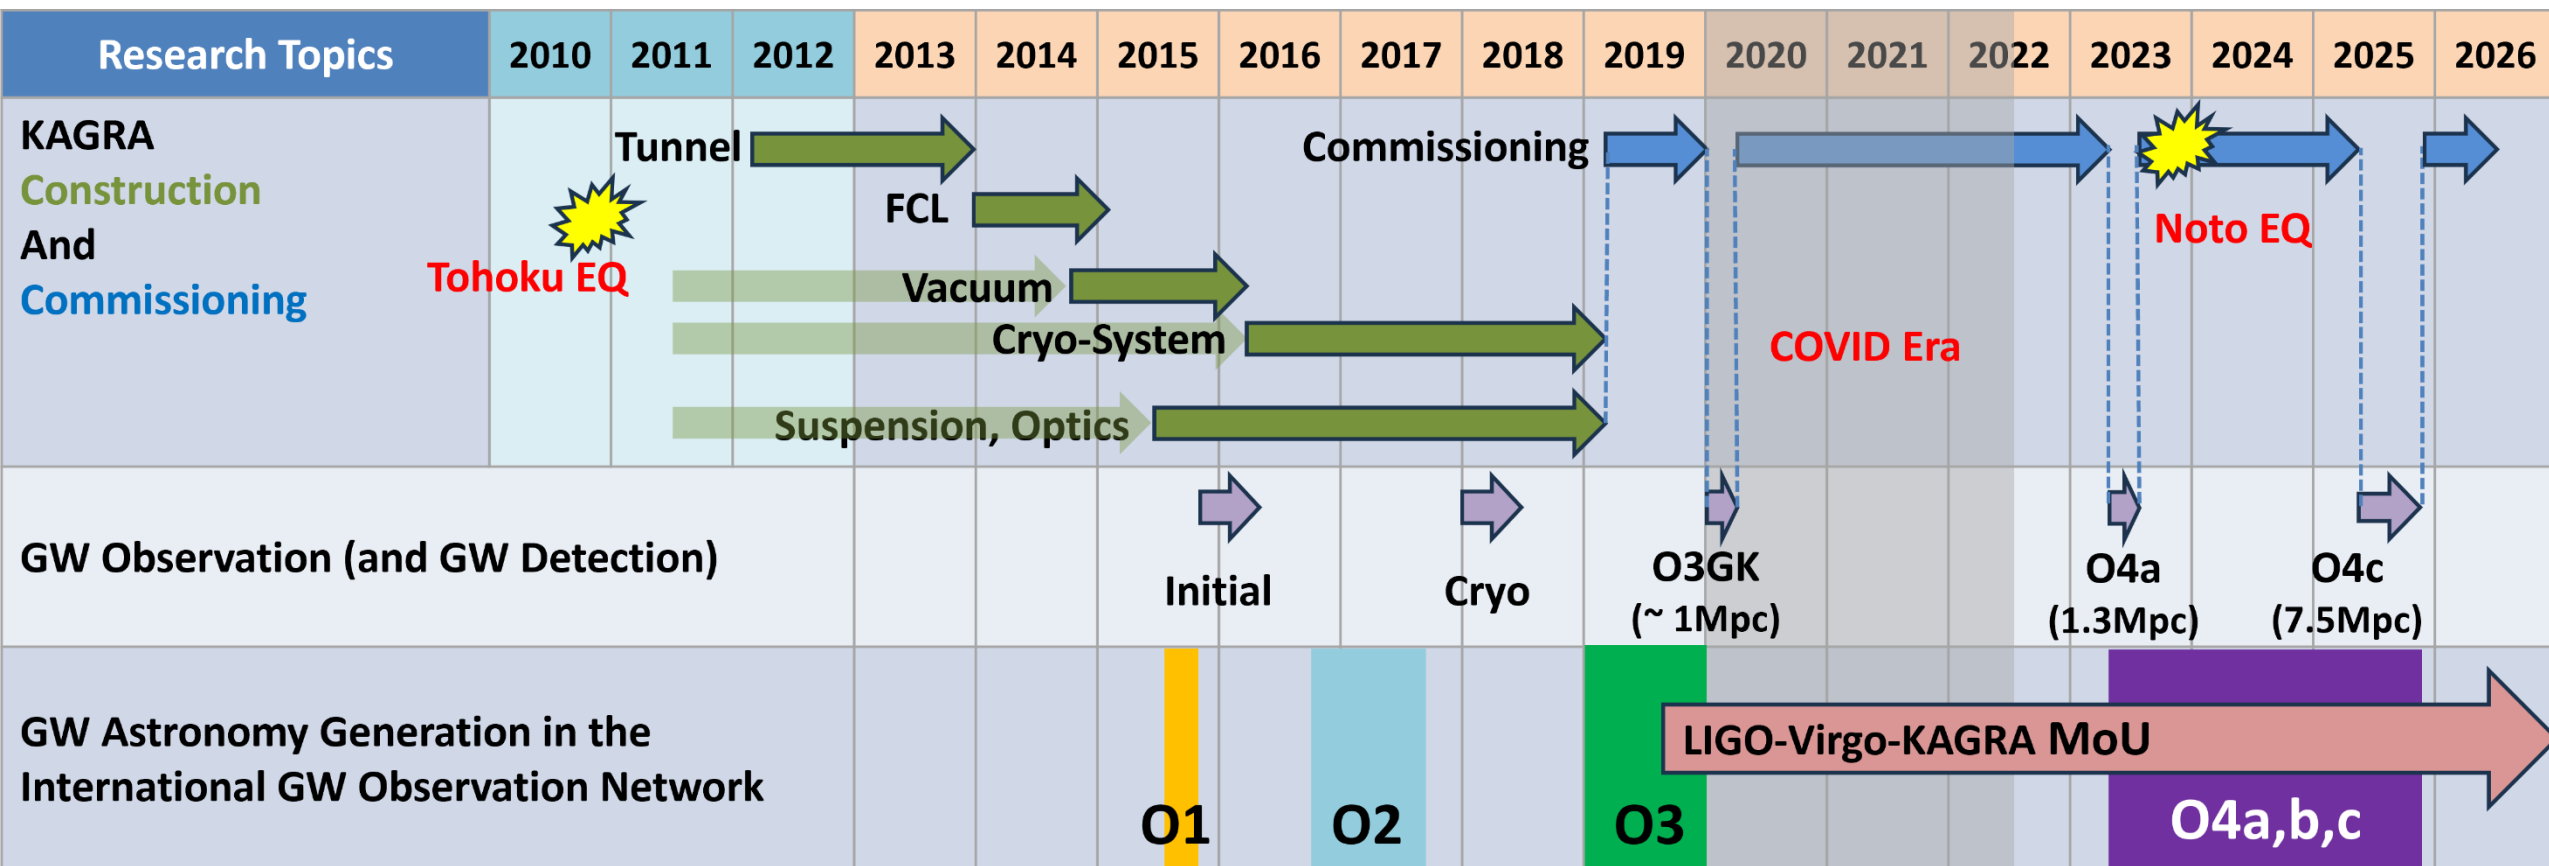 Research Topics 2010 2011 2012 2013 2014 2015 2016 2017 2018 2019 2020 2021 2022 2023 2024 2025 2026
KAGRA
Construction
And
Commissioning
Tunnel
Commissioning
FCL
Noto EQ
Tohoku EQ
Vacuum
Cryo-System
COVID Era
Suspension, Optics
GW Observation (and GW Detection)
Initial
Cryo
O3GK
(~ 1Mpc)
O4a
(1.3Mpc)
O4c
(7.5Mpc)
GW Astronomy Generation in the
International GW Observation Network
LIGO-Virgo-KAGRA MoU
O1
O2
O3
O4a,b,c